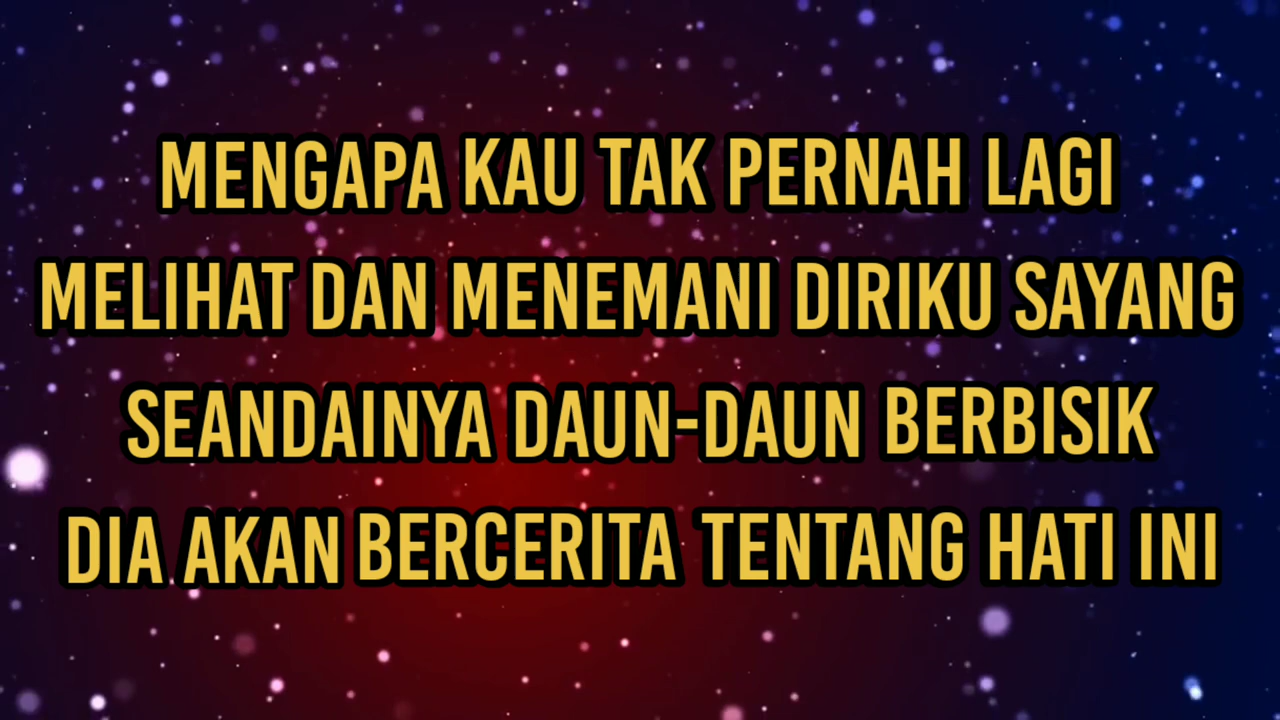 MENGAPA KAU TAK PERNAH LAGI
MELIHAT DAN MENEMANI DIRIKU SAYANG
SEANDAINYA DAUN-DAUN BERBISIK
DIA AKAN BERCERITA TENTANG HATI INI